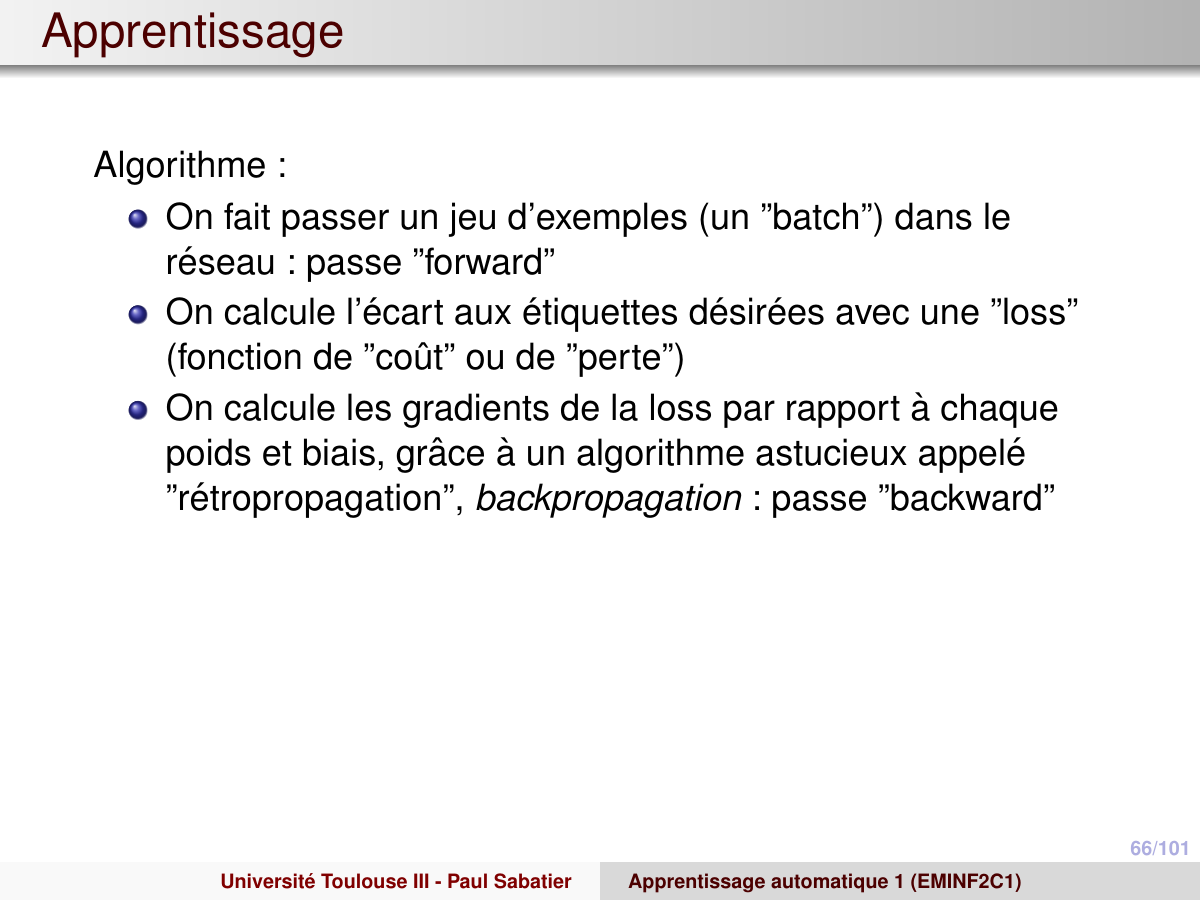 Apprentissage
Algorithme :
On fait passer un jeu d'exemples (un ”batch”) dans le
réseau : passe ”forward”
On calcule l'écart aux étiquettes désirées avec une ”loss”
(fonction de ”coût” ou de ”perte”)
On calcule les gradients de la loss par rapport à chaque
poids et biais, grâce à un algorithme astucieux appelé
”rétropropagation”, backpropagation : passe ”backward”
66/101
Université Toulouse III - Paul Sabatier
Apprentissage automatique 1 (EMINF2C1)